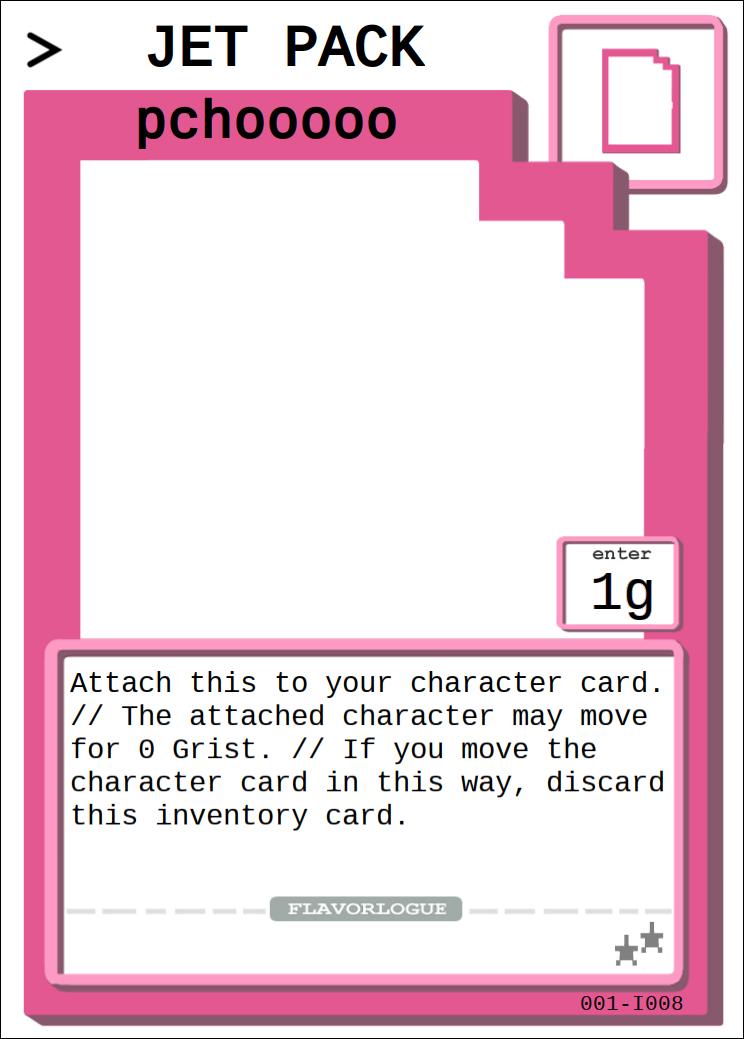 > JET PACK
pchooooo
enter
1g
Attach this to your character card.
// The attached character may move
for 0 Grist. // If you move the
character card in this way, discard
this inventory card.
FLAVORLOGUE
001-I008